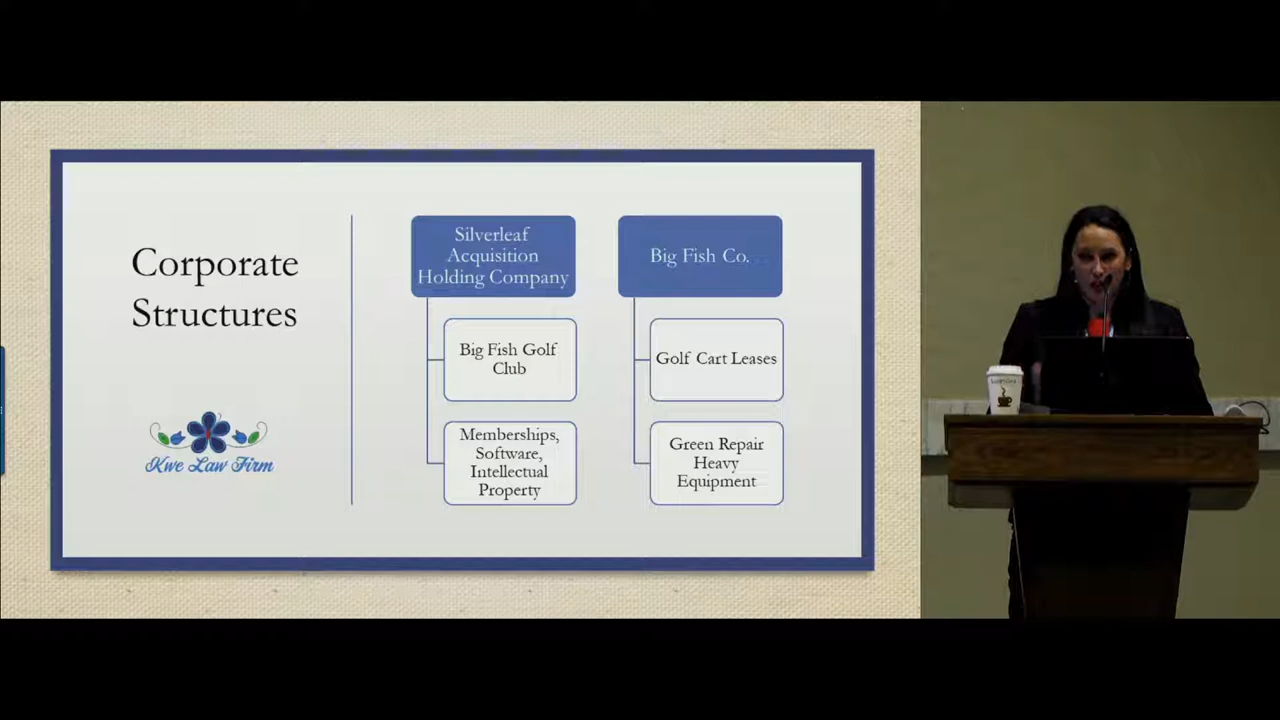 Corporate
Structures
Kwe Law Firm
Silverleaf
Acquisition
Holding Company
Big Fish Golf
Club
Memberships,
Software,
Intellectual
Property
Big Fish Co.
Golf Cart Leases
Green Repair
Heavy
Equipment